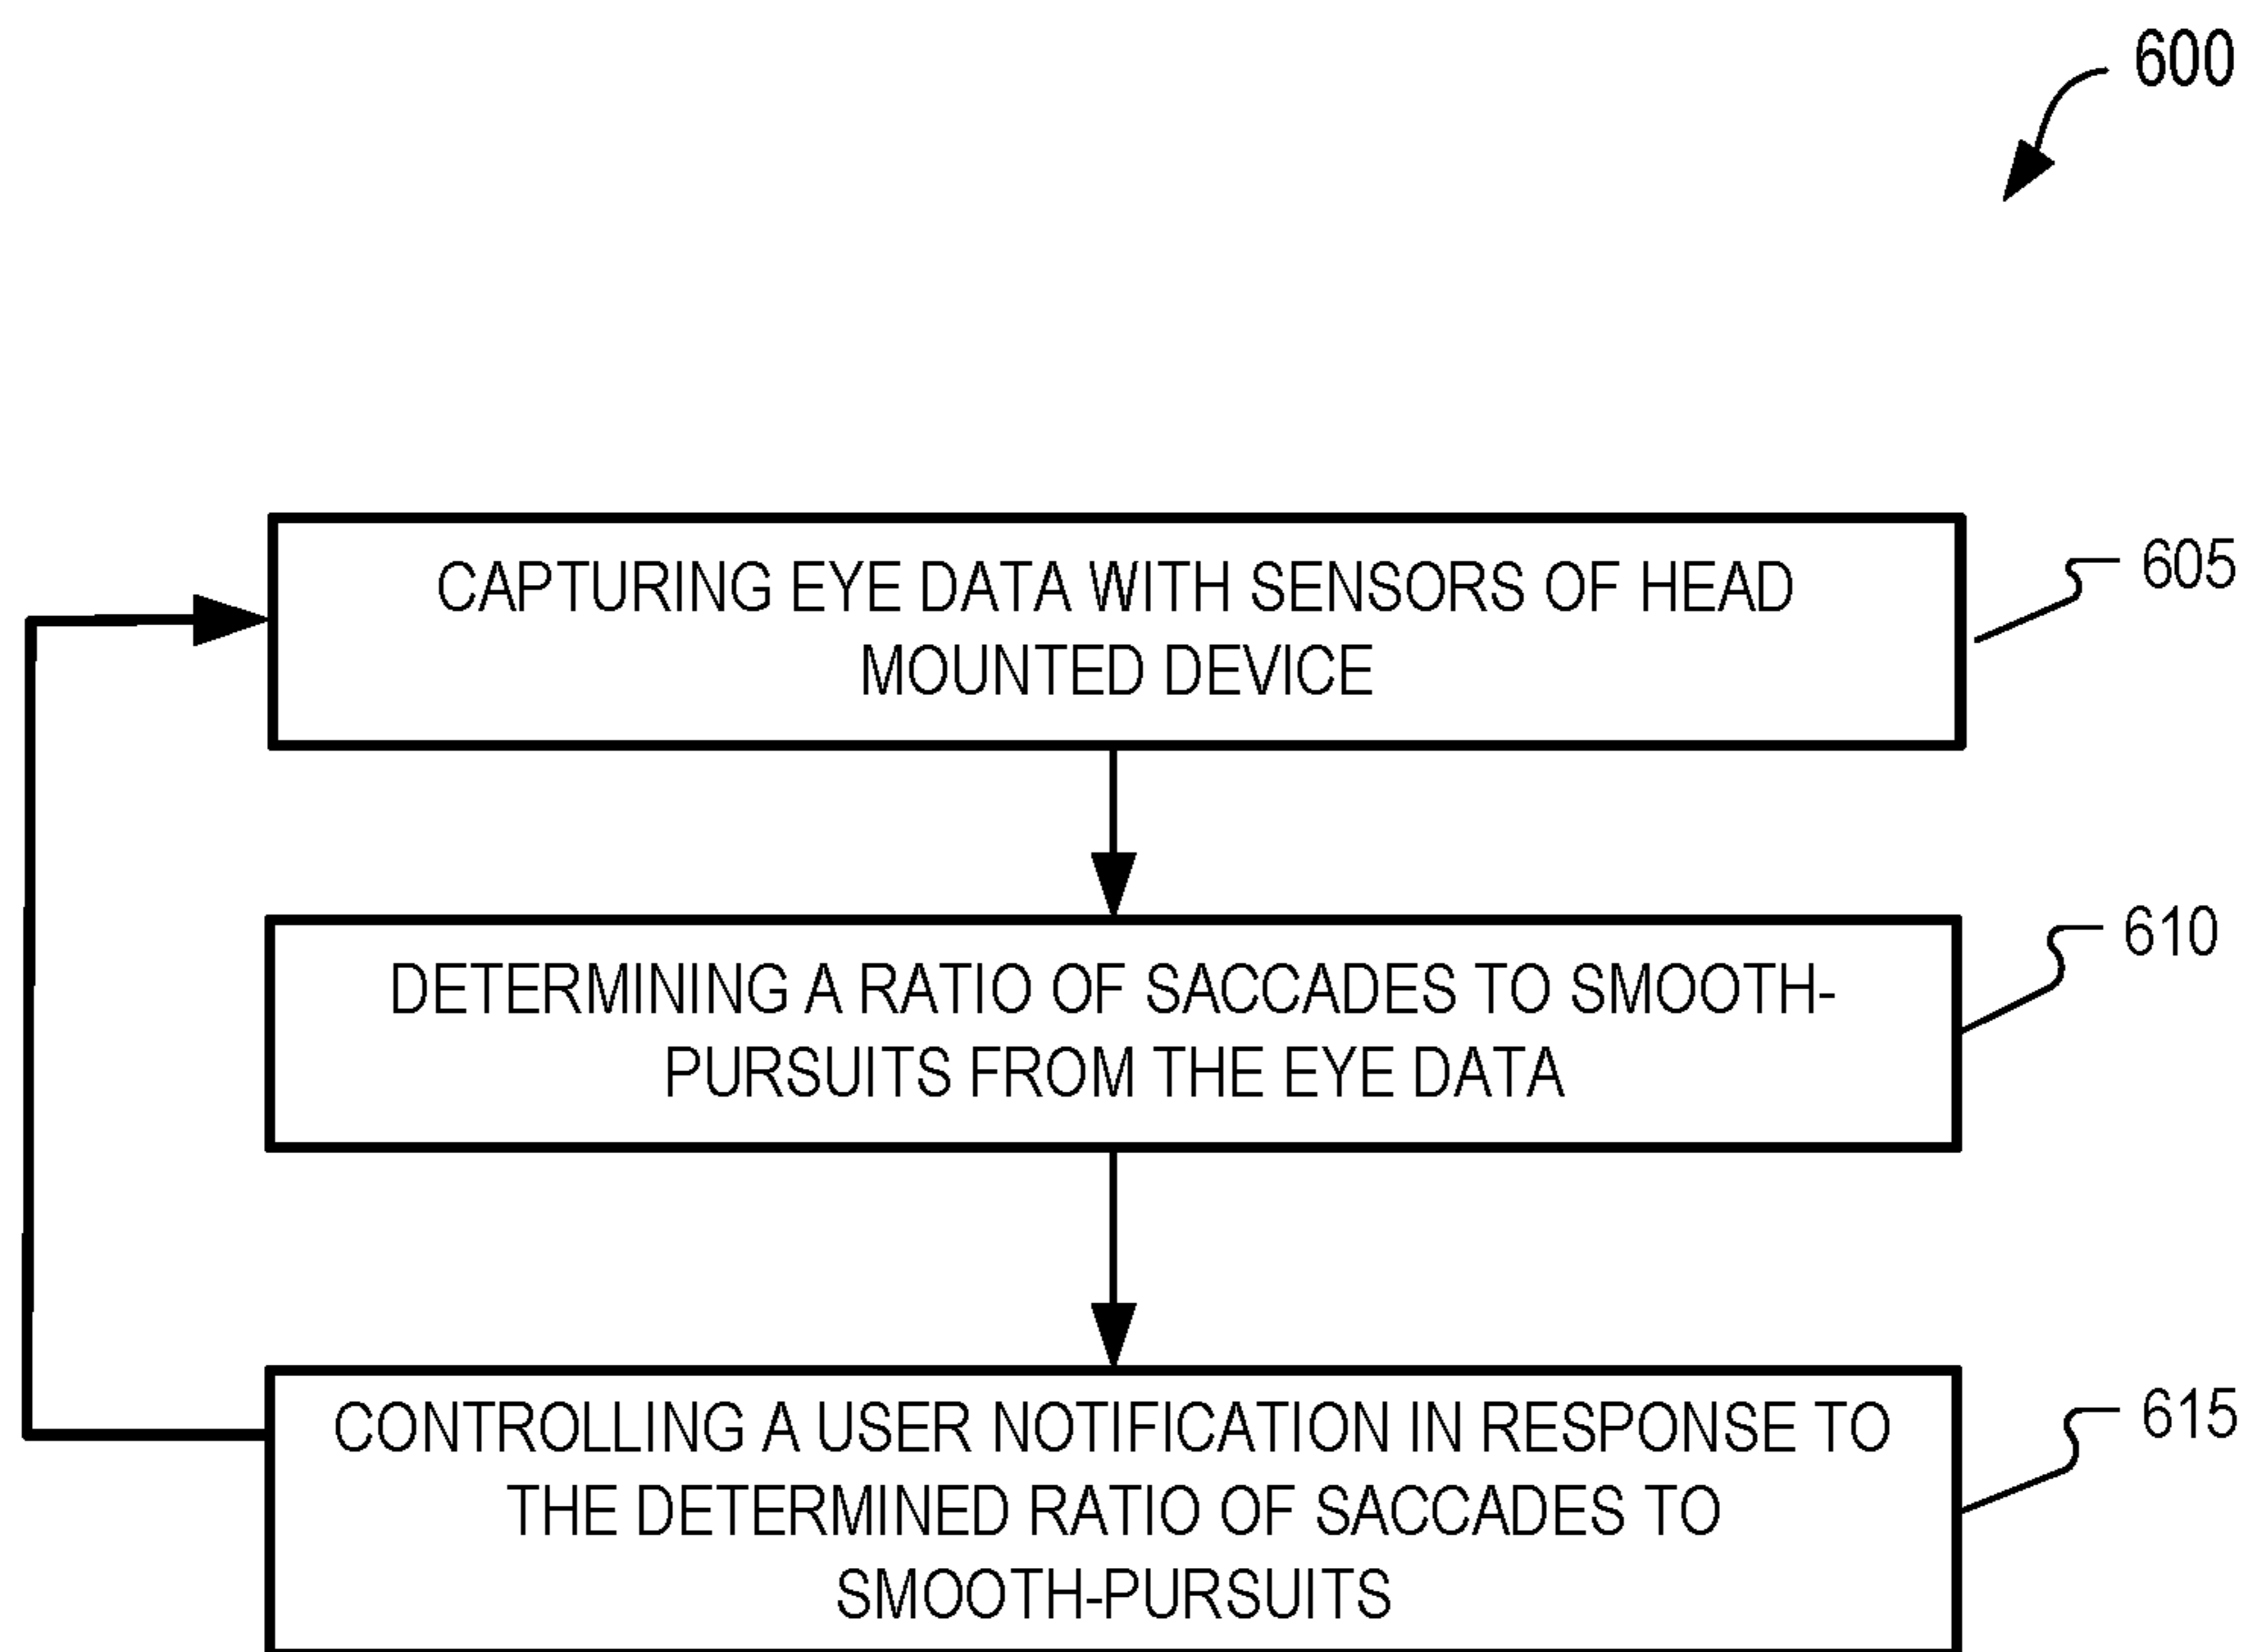 600
CAPTURING EYE DATA WITH SENSORS OF HEAD
MOUNTED DEVICE
605
DETERMINING A RATIO OF SACCADES TO SMOOTH-
PURSUITS FROM THE EYE DATA
610
CONTROLLING A USER NOTIFICATION IN RESPONSE TO
THE DETERMINED RATIO OF SACCADES TO
SMOOTH-PURSUITS
615